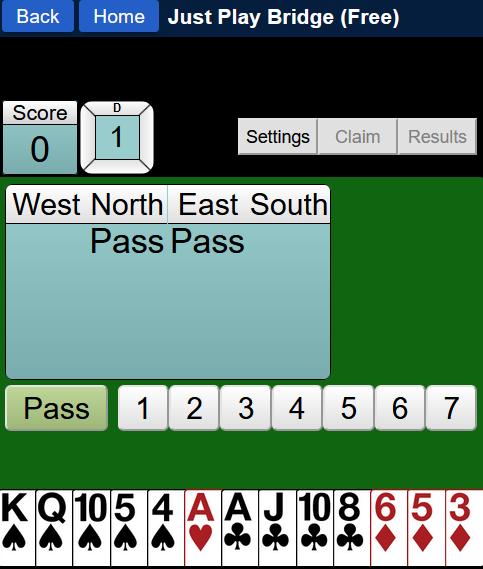 Back Home Just Play Bridge (Free)
Score D
0 1 Settings Claim Results
West North East South
Pass Pass
Pass 1 2 3 4 5 6 7
K Q 10 5 4 A A J 10 8 6 5 3